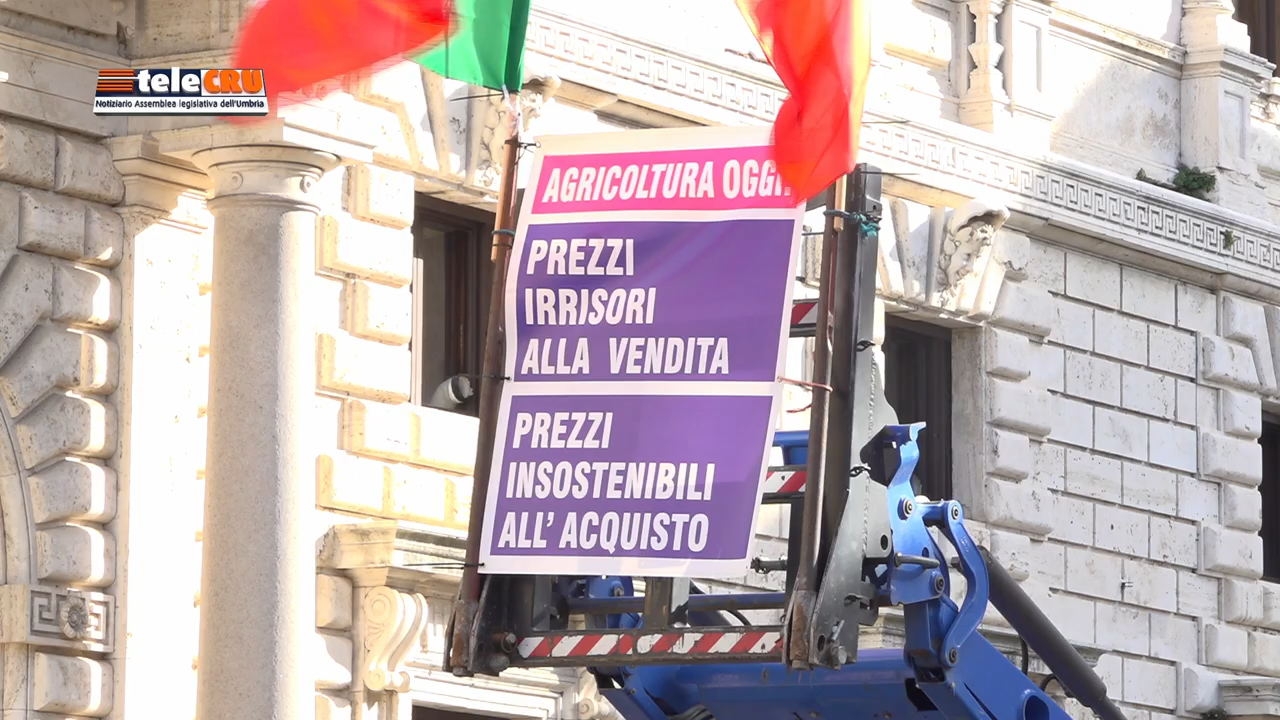 teleCRU
Notiziario Assemblea legislativa dell'Umbria
AGRICOLTURA OGGI
PREZZI
IRRISORI
ALLA VENDITA
PREZZI
INSOSTENIBILI
ALL' ACQUISTO